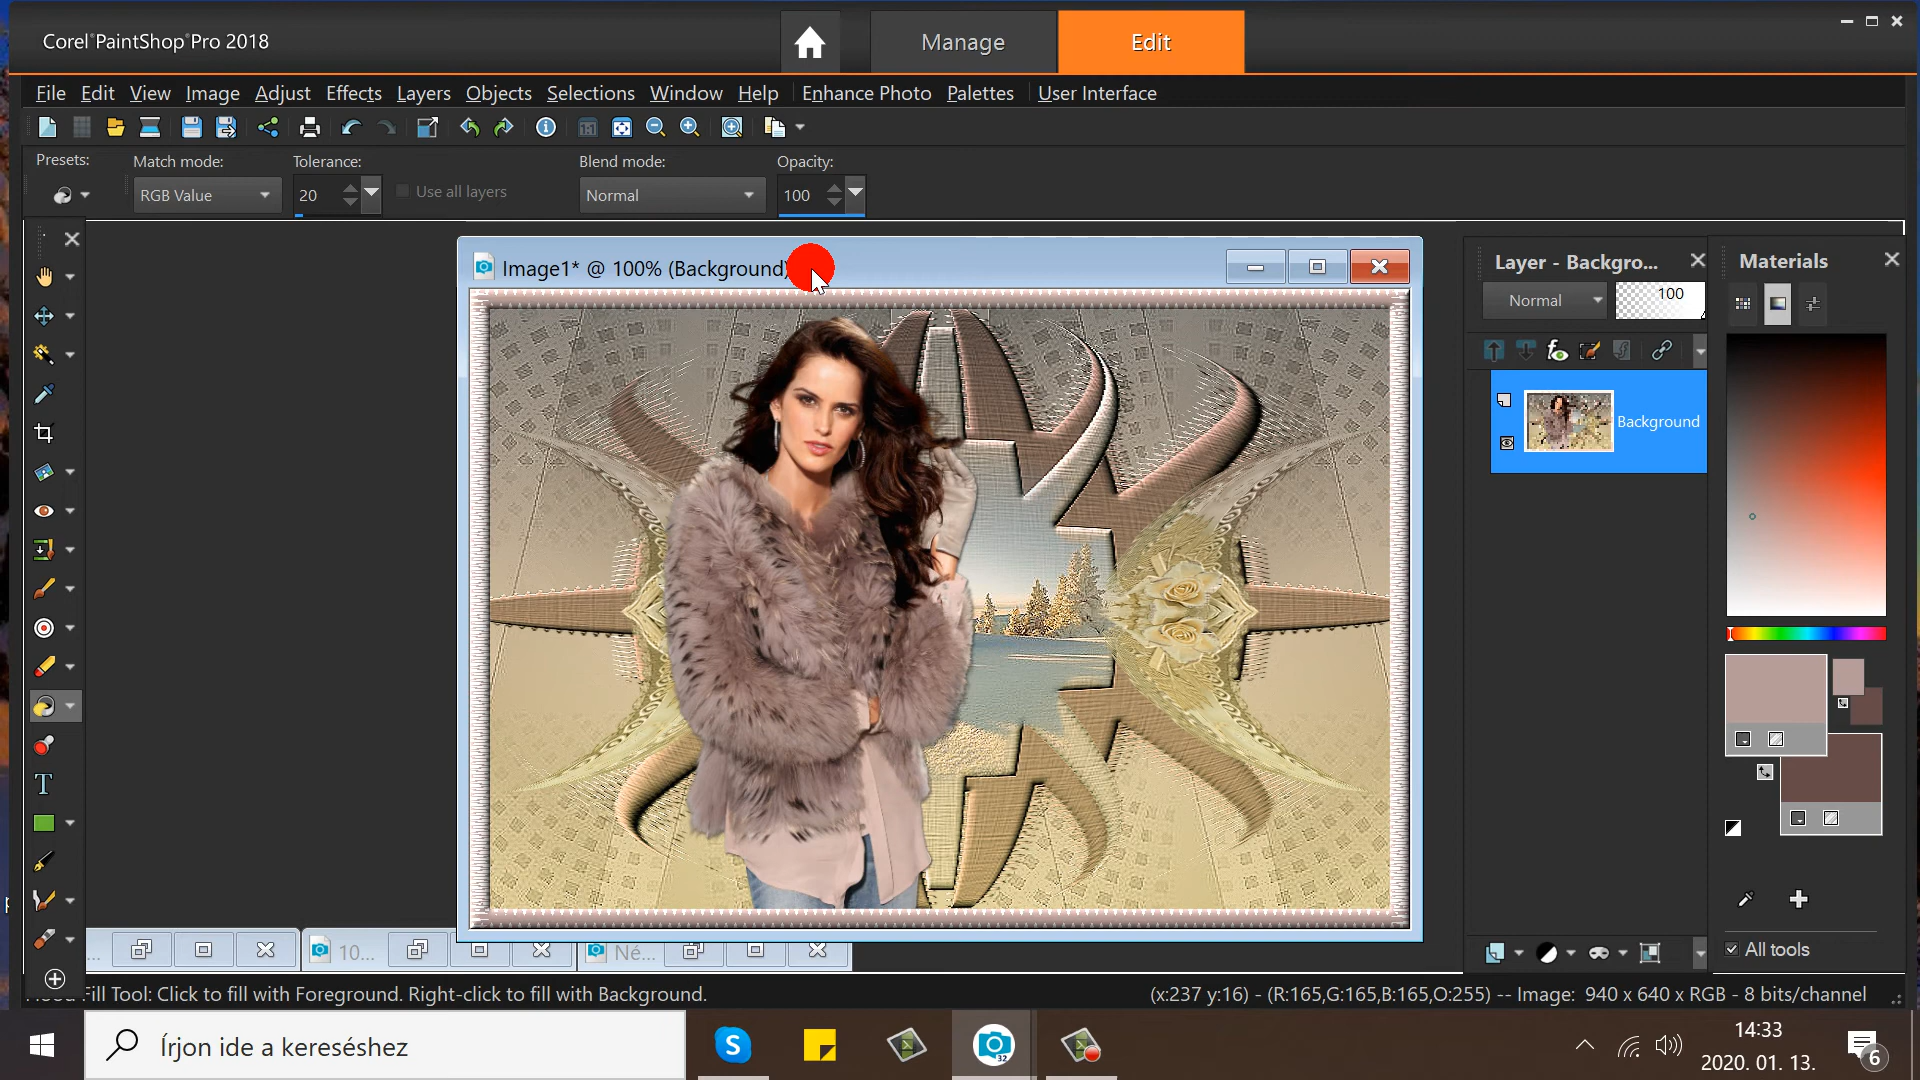 Corel®PaintShop®Pro 2018
Manage
Edit
File Edit View Image Adjust Effects Layers Objects Selections Window Help Enhance Photo Palettes User Interface
Presets:
Match mode:
Tolerance:
Blend mode:
Opacity:
RGB Value
20
Use all layers
Normal
100
Image1* @ 100% (Background)
Layer - Backgro...
Normal
100
Background
Materials
All tools
...
10...
Né...
Fill Tool: Click to fill with Foreground. Right-click to fill with Background.
(x:237 y:16) - (R:165,G:165,B:165,O:255) -- Image: 940 x 640 x RGB - 8 bits/channel
Írjon ide a kereséshez
S
32
14:33
2020. 01. 13.
6